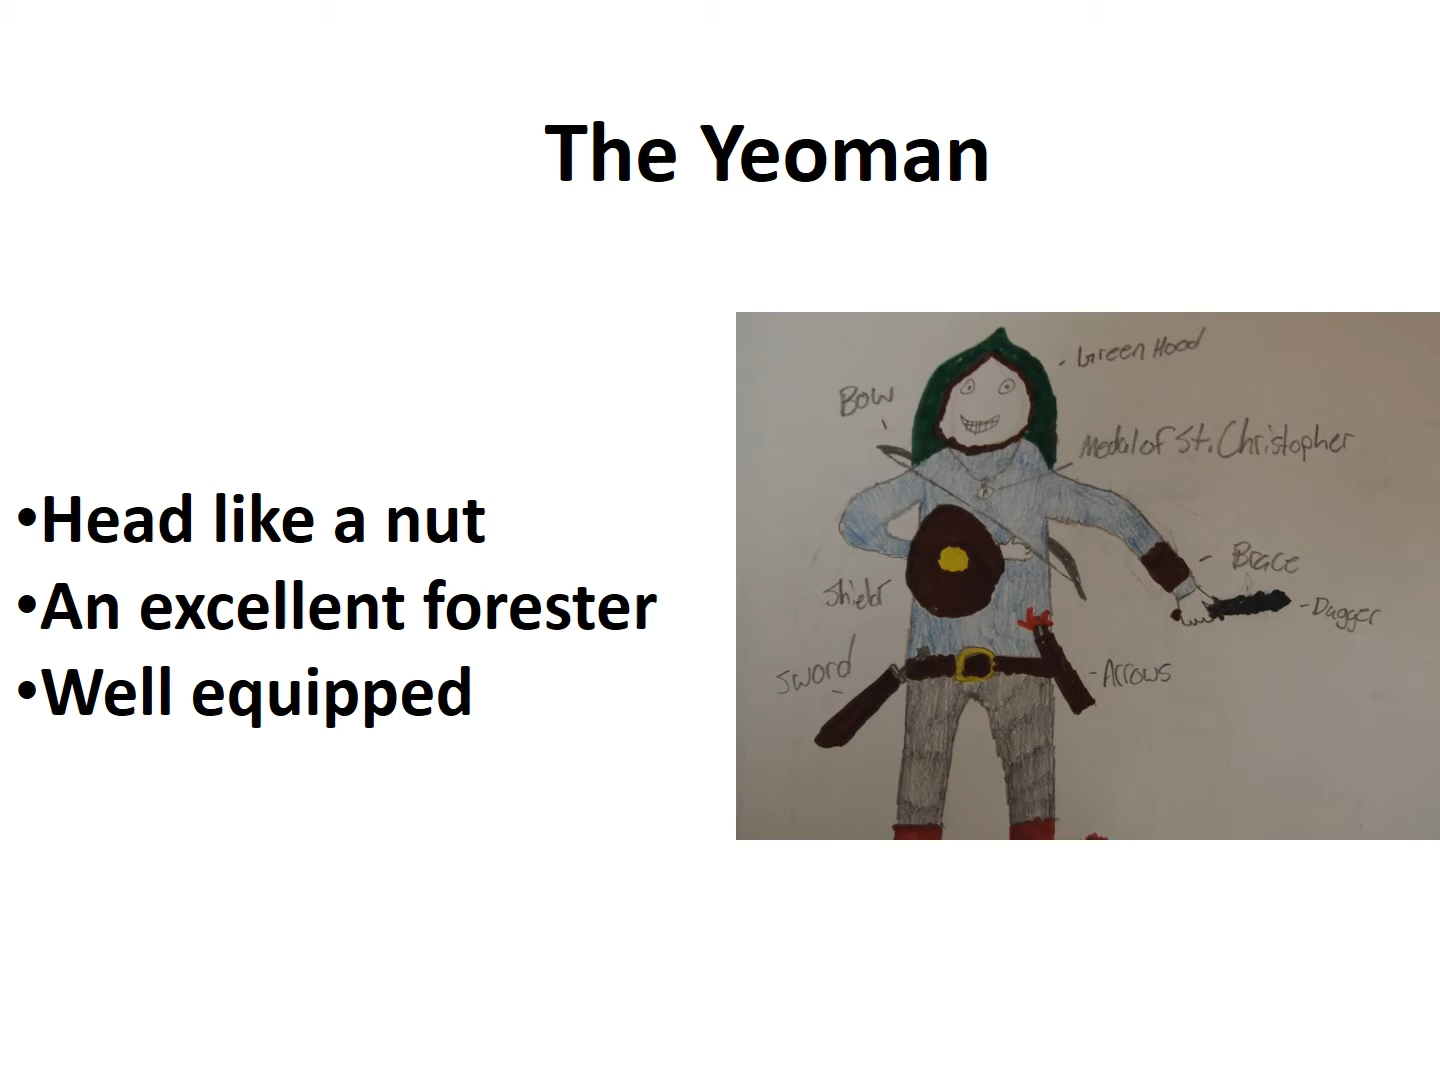 The Yeoman
•Head like a nut
•An excellent forester
•Well equipped
- Green Hood
Bow
Medal of St. Christopher
- Brace
Shield
- Dagger
Sword
- Arrows